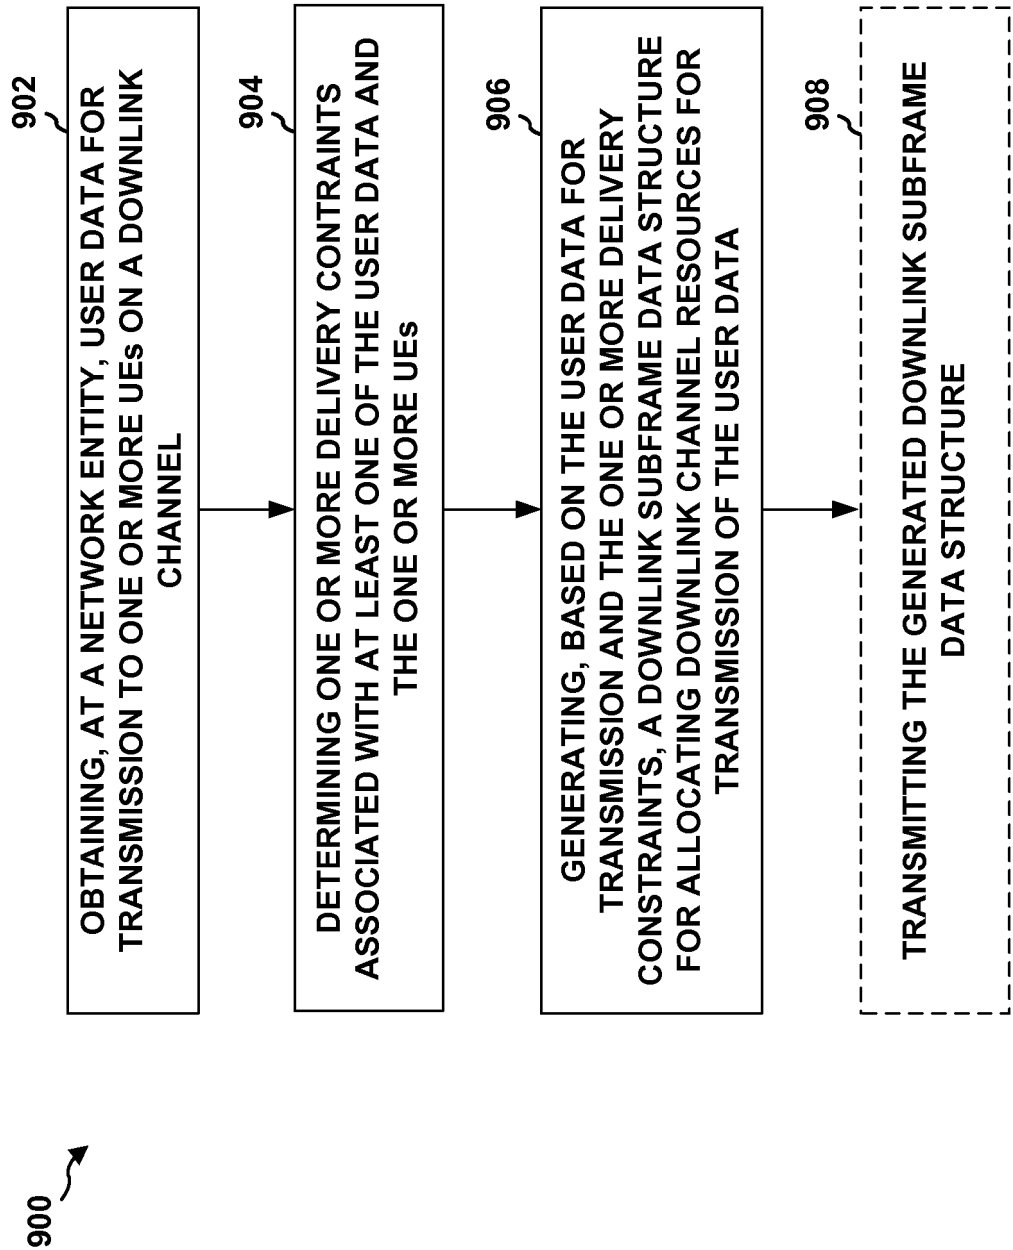 900
902
OBTAINING, AT A NETWORK ENTITY, USER DATA FOR
TRANSMISSION TO ONE OR MORE UEs ON A DOWNLINK
CHANNEL
904
DETERMINING ONE OR MORE DELIVERY CONTRAINTS
ASSOCIATED WITH AT LEAST ONE OF THE USER DATA AND
THE ONE OR MORE UEs
906
GENERATING, BASED ON THE USER DATA FOR
TRANSMISSION AND THE ONE OR MORE DELIVERY
CONSTRAINTS, A DOWNLINK SUBFRAME DATA STRUCTURE
FOR ALLOCATING DOWNLINK CHANNEL RESOURCES FOR
TRANSMISSION OF THE USER DATA
908
TRANSMITTING THE GENERATED DOWNLINK SUBFRAME
DATA STRUCTURE